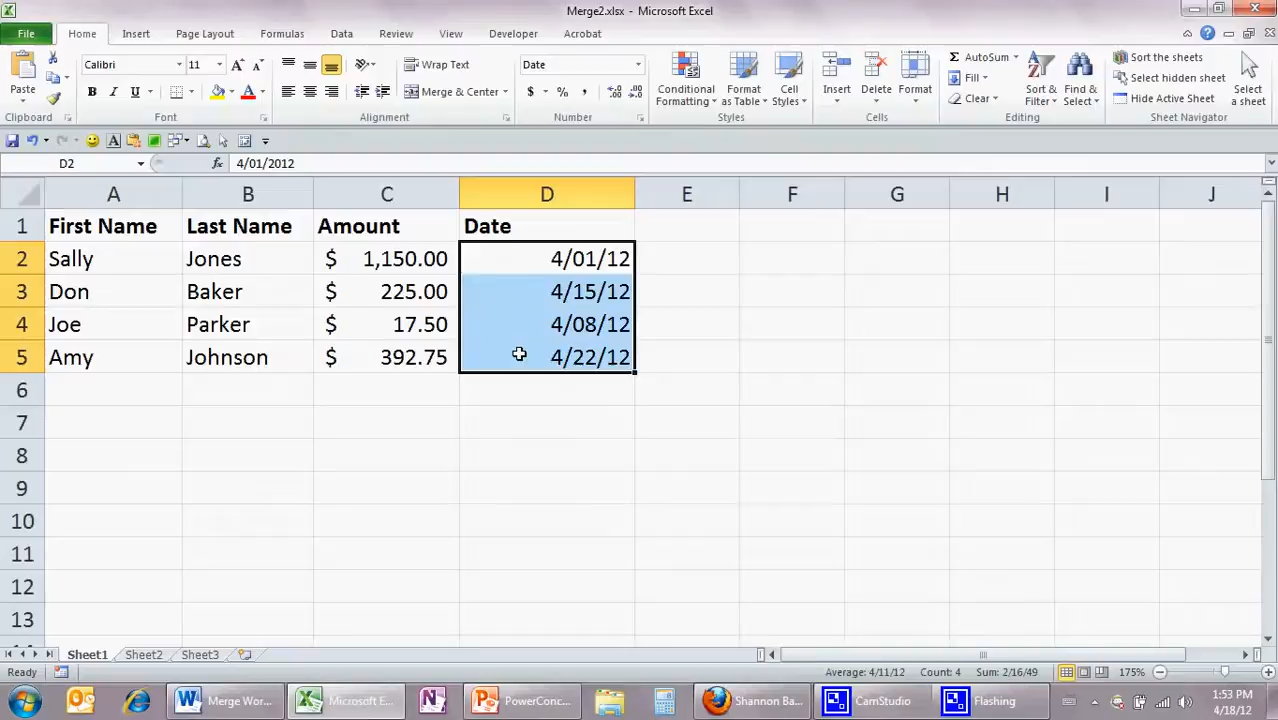 Merge2.xlsx - Microsoft Excel
File Home Insert Page Layout Formulas Data Review View Developer Acrobat
Calibri 11 Wrap Text Date AutoSum Sort the sheets
Paste B I U Merge & Center $ % , Conditional Formatting Format as Table Cell Styles Insert Delete Format Fill Sort & Filter Find & Select Select hidden sheet Select a sheet
Clear Hide Active Sheet
Clipboard Font Alignment Number Styles Cells Editing Sheet Navigator
D2 fx 4/01/2012
A B C D E F G H I J
1 First Name Last Name Amount Date
2 Sally Jones $ 1,150.00 4/01/12
3 Don Baker $ 225.00 4/15/12
4 Joe Parker $ 17.50 4/08/12
5 Amy Johnson $ 392.75 4/22/12
6
7
8
9
10
11
12
13
Sheet1 Sheet2 Sheet3
Ready Average: 4/11/12 Count: 4 Sum: 2/16/49 175%
Merge Wor... Microsoft E... PowerConc... Shannon Ba... CamStudio Flashing 1:53 PM
4/18/12